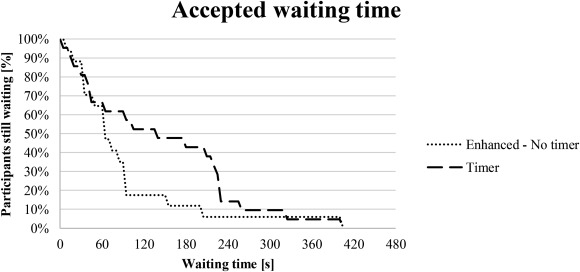 Accepted waiting time
Participants still waiting [%]
100%
90%
80%
70%
60%
50%
40%
30%
20%
10%
0%
0 60 120 180 240 300 360 420 480
Waiting time [s]
Enhanced - No timer
Timer